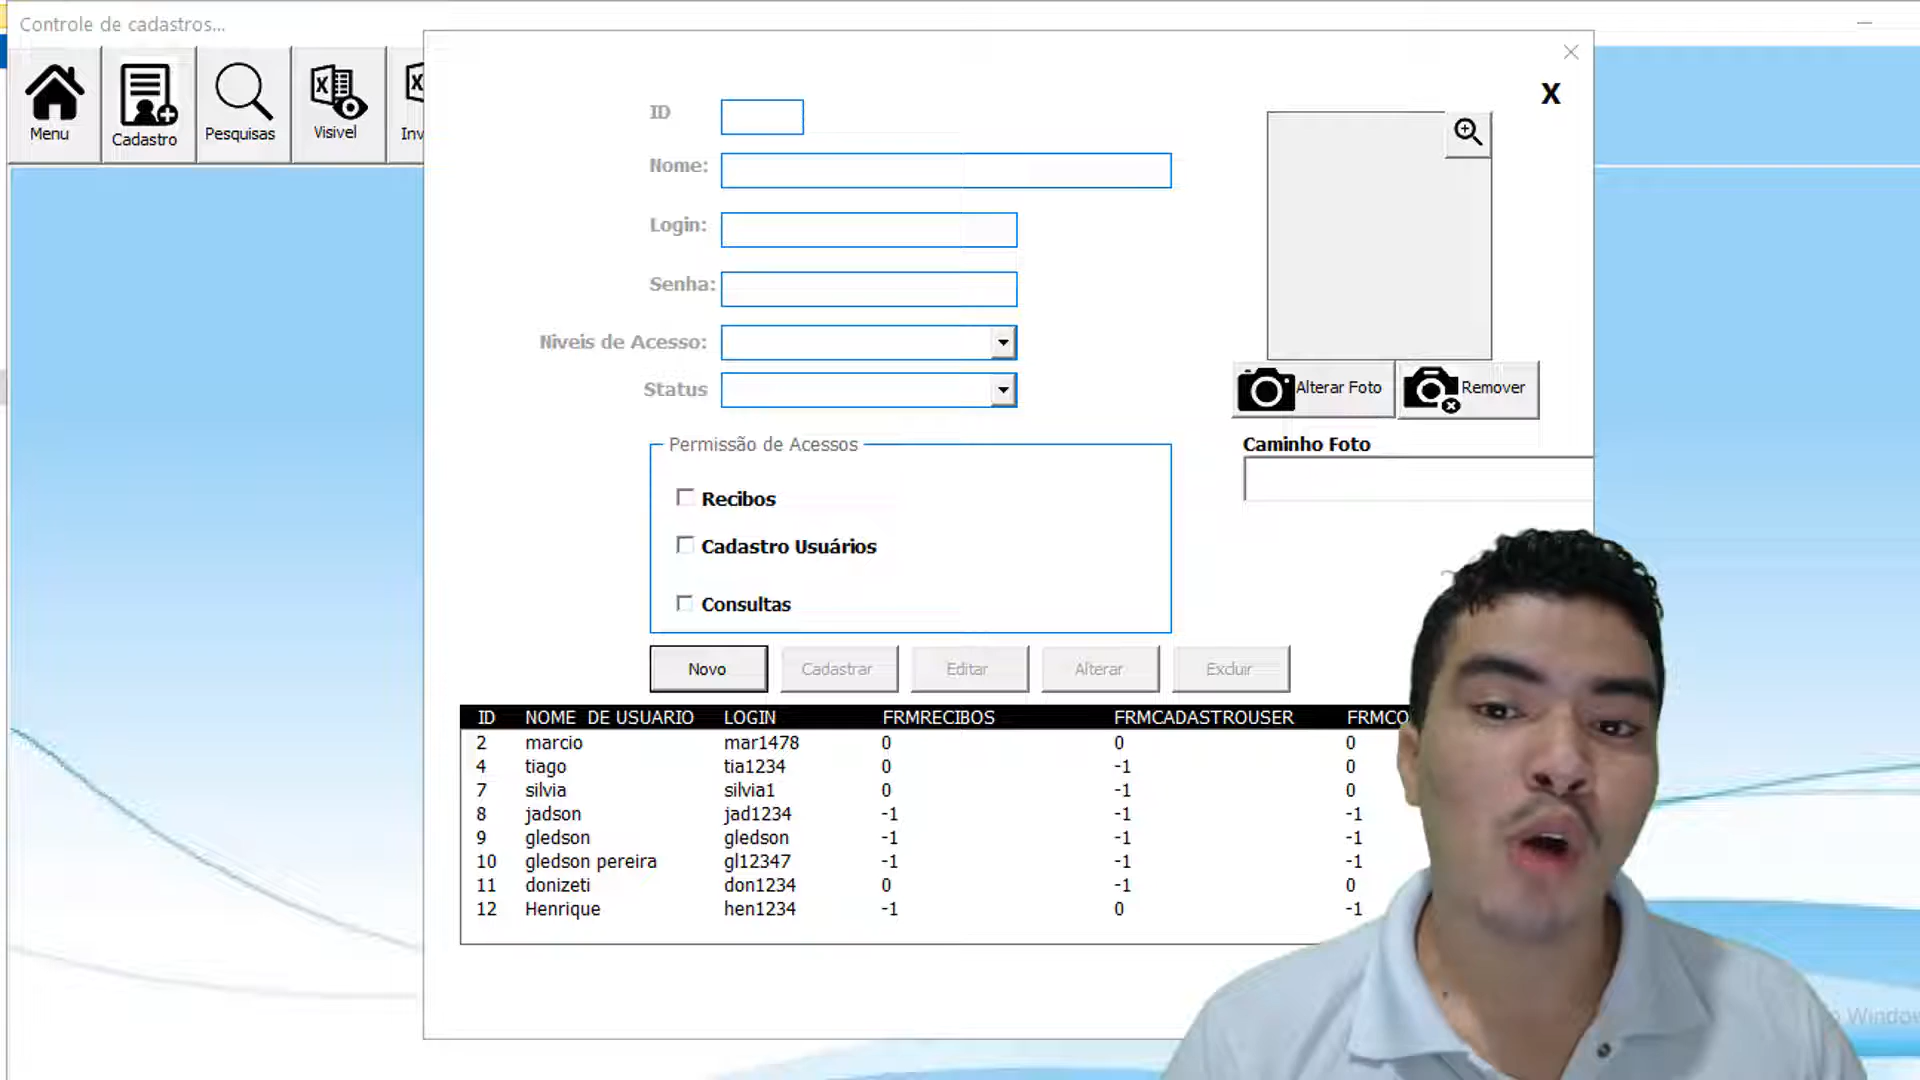 Controle de cadastros...
Menu
Cadastro
Pesquisas
Visivel
X
ID
Nome:
Login:
Senha:
Niveis de Acesso:
Status
Alterar Foto
Remover
Caminho Foto
Permissão de Acessos
Recibos
Cadastro Usuários
Consultas
Novo
Cadastrar
Editar
Alterar
Excluir
ID NOME DE USUARIO LOGIN FRMRECIBOS FRMCADASTROUSER
2 marcio mar1478 0 0 0
4 tiago tia1234 0 -1 0
7 silvia silvia1 0 -1 0
8 jadson jad1234 -1 -1 -1
9 gledson gledson -1 -1 -1
10 gledson pereira gl12347 -1 -1 -1
11 donizeti don1234 0 -1 0
12 Henrique hen1234 -1 0 -1